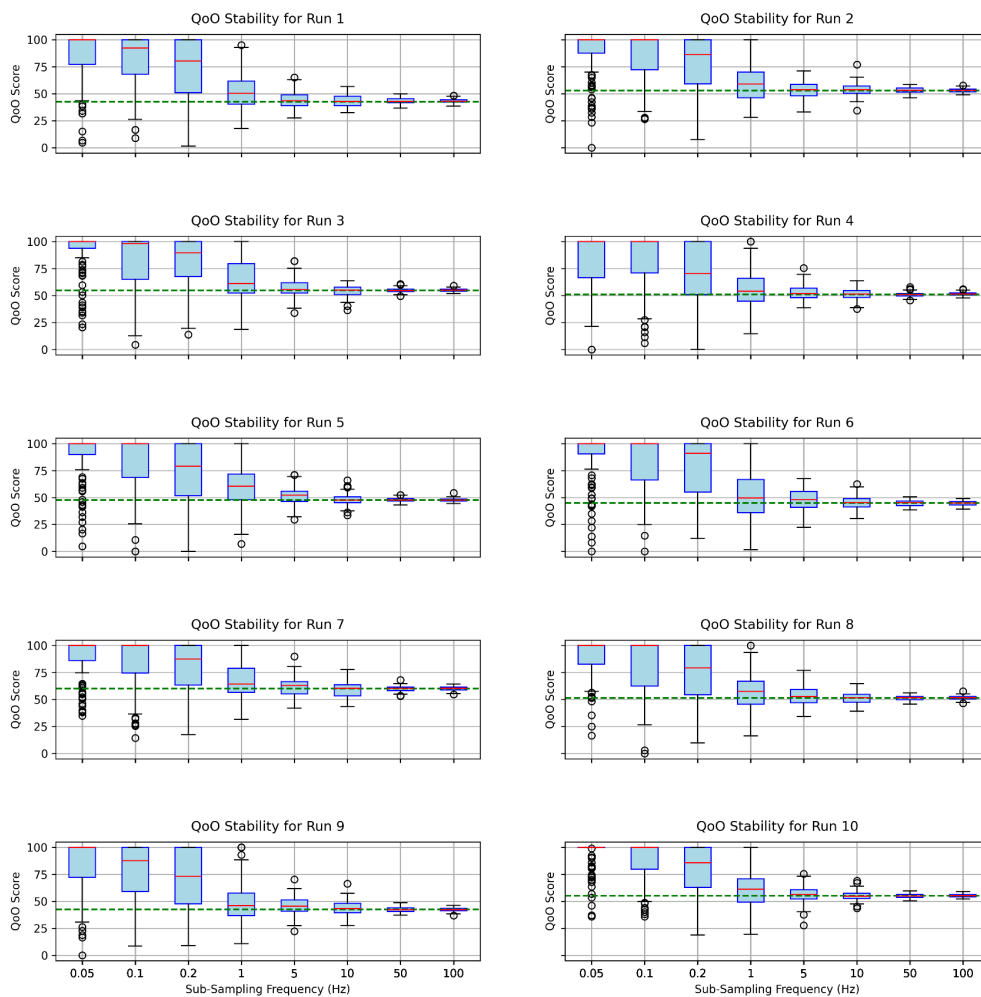 QoO Stability for Run 1
QoO Stability for Run 2
100
75
50
25
0
QoO Score
100
75
50
25
0
QoO Score
QoO Stability for Run 3
QoO Stability for Run 4
100
75
50
25
0
QoO Score
QoO Score
QoO Stability for Run 5
QoO Stability for Run 6
100
75
50
25
0
QoO Score
QoO Score
QoO Stability for Run 7
QoO Stability for Run 8
100
75
50
25
0
QoO Score
QoO Score
QoO Stability for Run 9
QoO Stability for Run 10
100
75
50
25
0
QoO Score
QoO Score
0.05 0.1 0.2 1 5 10 50 100
0.05 0.1 0.2 1 5 10 50 100
Sub-Sampling Frequency (Hz)
Sub-Sampling Frequency (Hz)